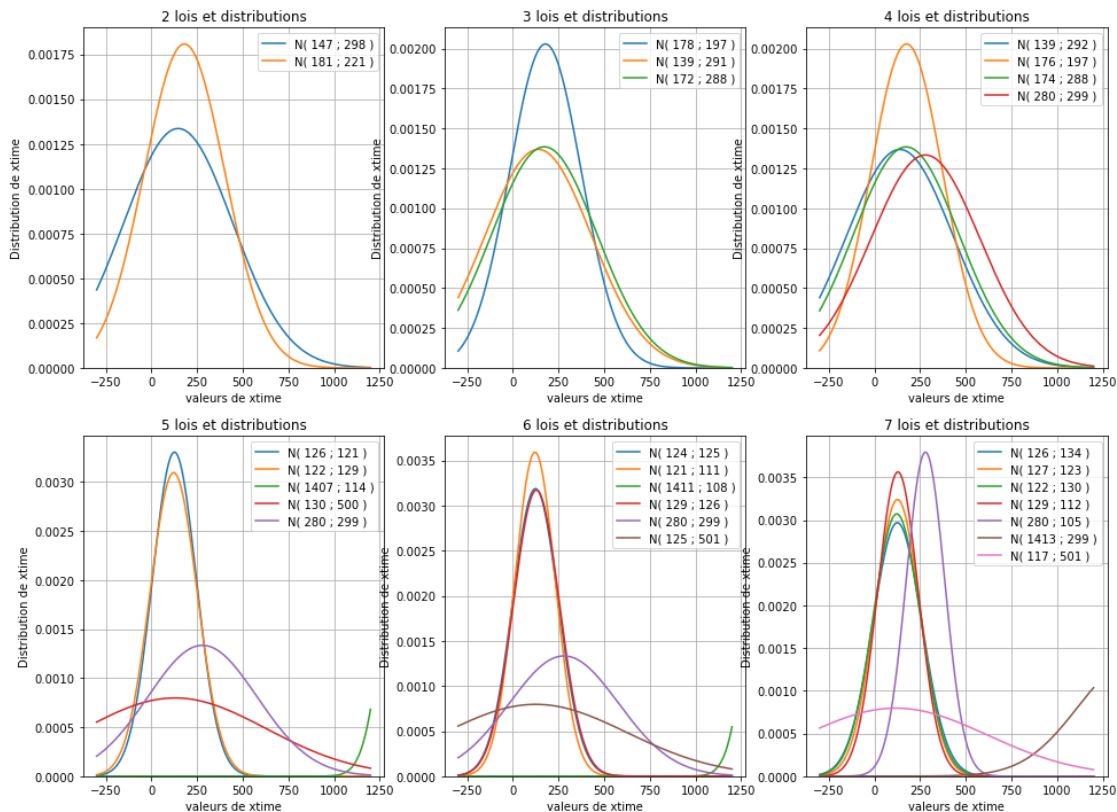 2 lois et distributions
N( 147 ; 298 )
N( 181 ; 221 )
Distribution de xtime
0.00175
0.00150
0.00125
0.00100
0.00075
0.00050
0.00025
0.00000
−250 0 250 500 750 1000 1250
valeurs de xtime
3 lois et distributions
N( 178 ; 197 )
N( 139 ; 291 )
N( 172 ; 288 )
Distribution de xtime
0.00200
0.00175
0.00150
0.00125
0.00100
0.00075
0.00050
0.00025
0.00000
−250 0 250 500 750 1000 1250
valeurs de xtime
4 lois et distributions
N( 139 ; 292 )
N( 176 ; 197 )
N( 174 ; 288 )
N( 280 ; 299 )
Distribution de xtime
0.00200
0.00175
0.00150
0.00125
0.00100
0.00075
0.00050
0.00025
0.00000
−250 0 250 500 750 1000 1250
valeurs de xtime
5 lois et distributions
N( 126 ; 121 )
N( 122 ; 129 )
N( 1407 ; 114 )
N( 130 ; 500 )
N( 280 ; 299 )
Distribution de xtime
0.0030
0.0025
0.0020
0.0015
0.0010
0.0005
0.0000
−250 0 250 500 750 1000 1250
valeurs de xtime
6 lois et distributions
N( 124 ; 125 )
N( 121 ; 111 )
N( 1411 ; 108 )
N( 129 ; 126 )
N( 280 ; 299 )
N( 125 ; 501 )
Distribution de xtime
0.0035
0.0030
0.0025
0.0020
0.0015
0.0010
0.0005
0.0000
−250 0 250 500 750 1000 1250
valeurs de xtime
7 lois et distributions
N( 126 ; 134 )
N( 127 ; 123 )
N( 122 ; 130 )
N( 129 ; 112 )
N( 280 ; 105 )
N( 1413 ; 299 )
N( 117 ; 501 )
Distribution de xtime
0.0035
0.0030
0.0025
0.0020
0.0015
0.0010
0.0005
0.0000
−250 0 250 500 750 1000 1250
valeurs de xtime